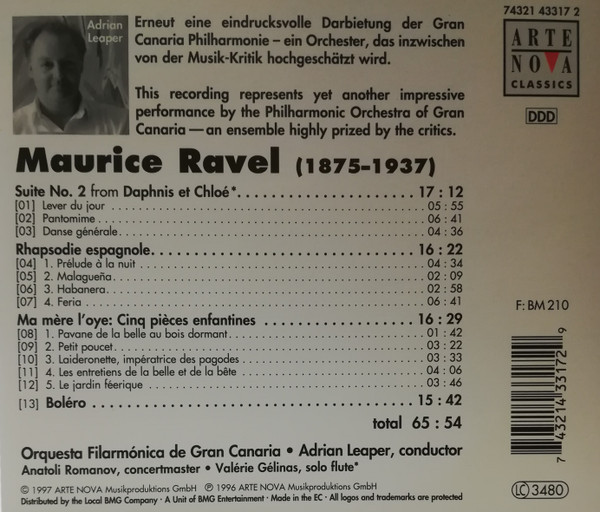 Adrian
Leaper
Erneut eine eindrucksvolle Darbietung der Gran
Canaria Philharmonie – ein Orchester, das inzwischen
von der Musik-Kritik hochgeschätzt wird.
This recording represents yet another impressive
performance by the Philharmonic Orchestra of Gran
Canaria — an ensemble highly prized by the critics.
74321 43317 2
ARTE
NOVA
CLASSICS
DDD
Maurice Ravel (1875-1937)
Suite No. 2 from Daphnis et Chloé*. . . . . . . . . . . . . . . . . . . . . . 17 : 12
[01] Lever du jour . . . . . . . . . . . . . . . . . . . . . . . . . . . . . . . . . . 05 : 55
[02] Pantomime . . . . . . . . . . . . . . . . . . . . . . . . . . . . . . . . . . . 06 : 41
[03] Danse générale. . . . . . . . . . . . . . . . . . . . . . . . . . . . . . . . . 04 : 36
Rhapsodie espagnole. . . . . . . . . . . . . . . . . . . . . . . . . . . . . 16 : 22
[04] 1. Prélude à la nuit . . . . . . . . . . . . . . . . . . . . . . . . . . . . . . 04 : 34
[05] 2. Malagueña . . . . . . . . . . . . . . . . . . . . . . . . . . . . . . . . . 02 : 09
[06] 3. Habanera. . . . . . . . . . . . . . . . . . . . . . . . . . . . . . . . . . 02 : 58
[07] 4. Feria . . . . . . . . . . . . . . . . . . . . . . . . . . . . . . . . . . . . . 06 : 41
Ma mère l'oye: Cinq pièces enfantines . . . . . . . . . . . . . . . . . 16 : 29
[08] 1. Pavane de la belle au bois dormant . . . . . . . . . . . . . . . . . . 01 : 42
[09] 2. Petit poucet. . . . . . . . . . . . . . . . . . . . . . . . . . . . . . . . . 03 : 22
[10] 3. Laideronette, impératrice des pagodes . . . . . . . . . . . . . . . . 03 : 33
[11] 4. Les entretiens de la belle et de la bête . . . . . . . . . . . . . . . . 04 : 06
[12] 5. Le jardin féerique . . . . . . . . . . . . . . . . . . . . . . . . . . . . . 03 : 46
[13] Boléro . . . . . . . . . . . . . . . . . . . . . . . . . . . . . . . . . . . . 15 : 42
total 65 : 54
F: BM 210
7 43214 33172 9
Orquesta Filarmónica de Gran Canaria • Adrian Leaper, conductor
Anatoli Romanov, concertmaster • Valérie Gélinas, solo flute*
© 1997 ARTE NOVA Musikproduktions GmbH ℗ 1996 ARTE NOVA Musikproduktions GmbH
Distributed by the Local BMG Company · A Unit of BMG Entertainment · Made in the EC · All logos and trademarks are protected
LC 3480